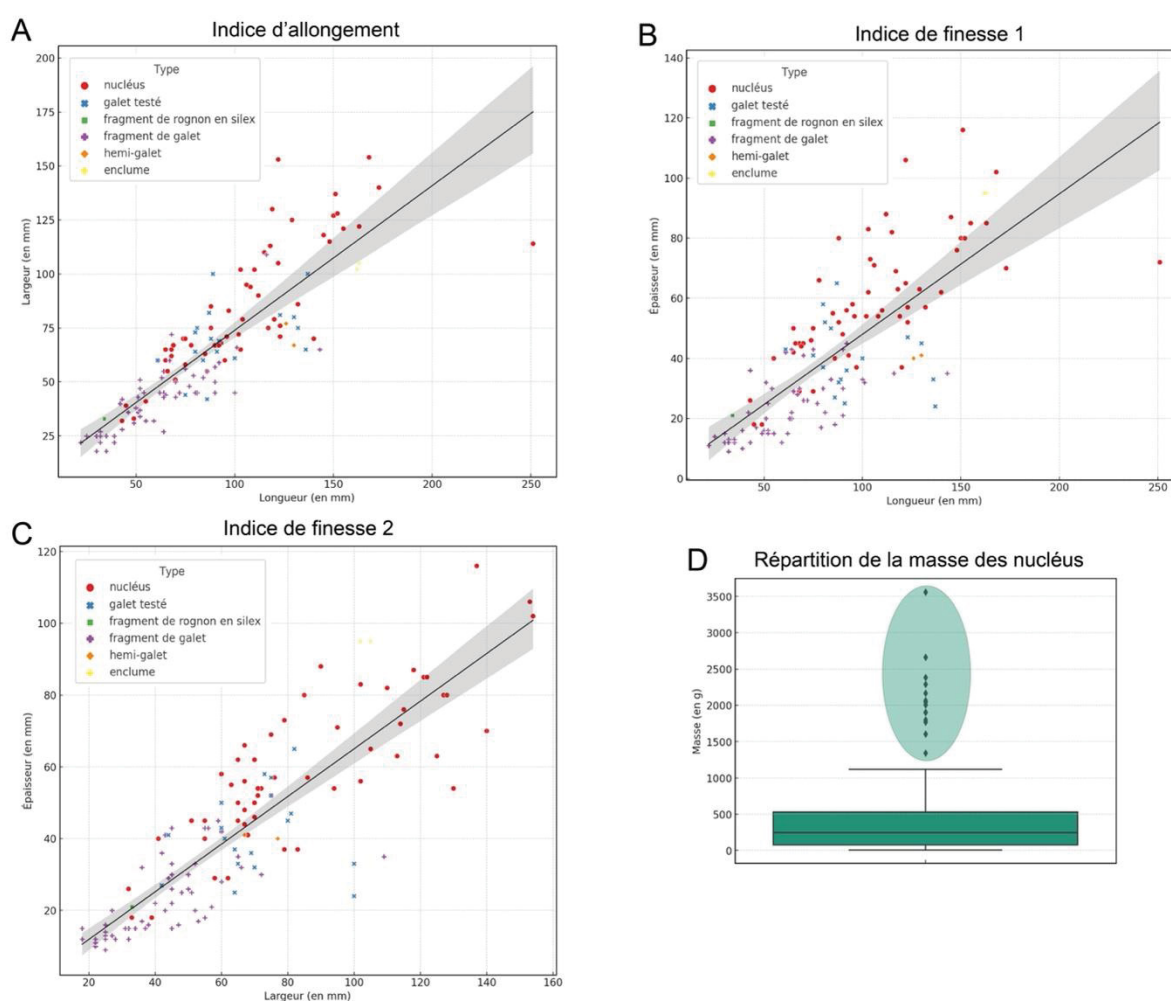 A
Indice d'allongement
Type
nucléus
galet testé
fragment de rognon en silex
fragment de galet
hemi-galet
enclume
Largeur (en mm)
200
175
150
125
100
75
50
25
50
100
150
200
250
Longueur (en mm)
B
Indice de finesse 1
Type
nucléus
galet testé
fragment de rognon en silex
fragment de galet
hemi-galet
enclume
Épaisseur (en mm)
140
120
100
80
60
40
20
0
50
100
150
200
250
Longueur (en mm)
C
Indice de finesse 2
Type
nucléus
galet testé
fragment de rognon en silex
fragment de galet
hemi-galet
enclume
Épaisseur (en mm)
120
100
80
60
40
20
20
40
60
80
100
120
140
160
Largeur (en mm)
D
Répartition de la masse des nucléus
Masse (en g)
3500
3000
2500
2000
1500
1000
500
0